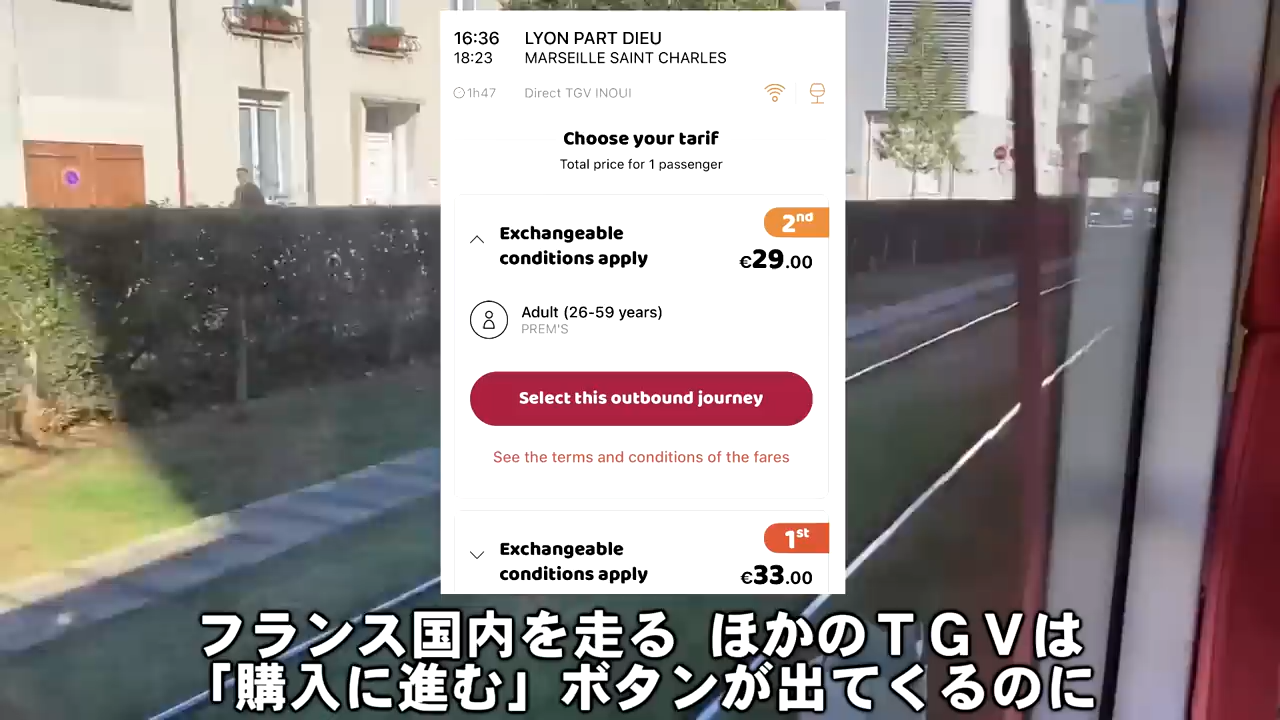 16:36 LYON PART DIEU
18:23 MARSEILLE SAINT CHARLES
1h47 Direct TGV INOUI
Choose your tarif
Total price for 1 passenger
2nd
Exchangeable
conditions apply
€29.00
Adult (26-59 years)
PREM'S
Select this outbound journey
See the terms and conditions of the fares
1st
Exchangeable
conditions apply
€33.00
フランス国内を走る ほかのTGVは
「購入に進む」ボタンが出てくるのに